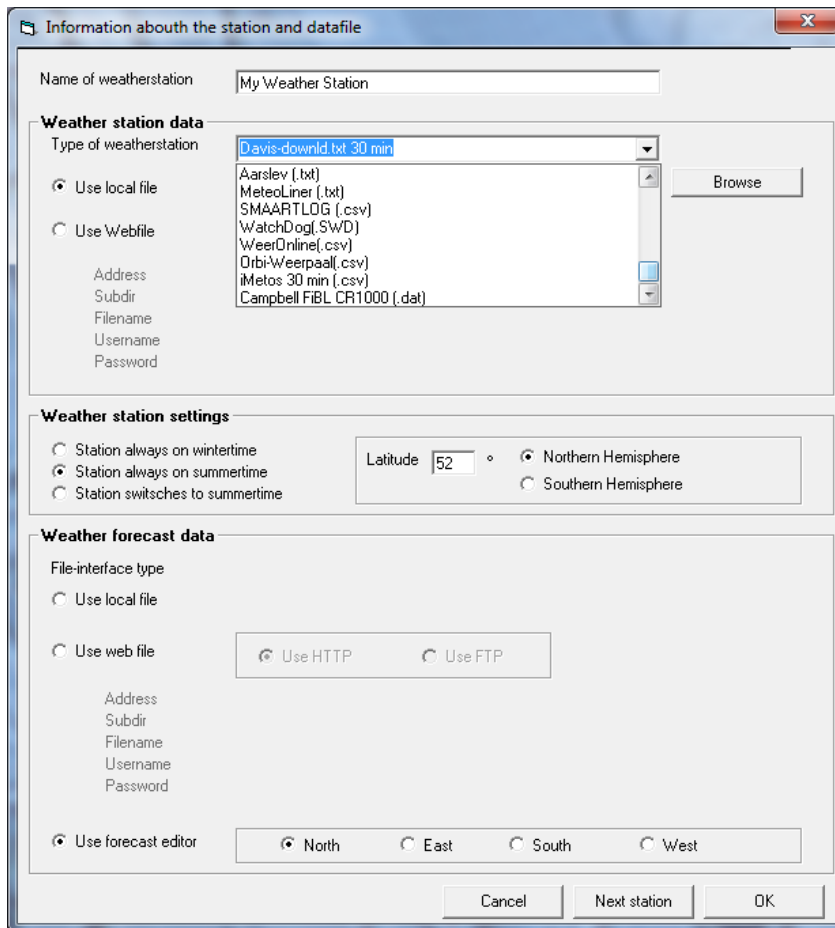 Information abouth the station and datafile
Name of weatherstation My Weather Station
Weather station data
Type of weatherstation Davis-downld.txt 30 min
Aarslev (.txt)
Use local file MeteoLiner (.txt) Browse
SMAARTLOG (.csv)
Use Webfile WatchDog(.SWD)
WeerOnline(.csv)
Address Orbi-Weerpaal(.csv)
iMetos 30 min (.csv)
Subdir Campbell FiBL CR1000 (.dat)
Filename
Username
Password
Weather station settings
Station always on wintertime
Station always on summertime
Station switsches to summertime
Latitude 52 ° Northern Hemisphere
Southern Hemisphere
Weather forecast data
File-interface type
Use local file
Use web file Use HTTP Use FTP
Address
Subdir
Filename
Username
Password
Use forecast editor North East South West
Cancel Next station OK